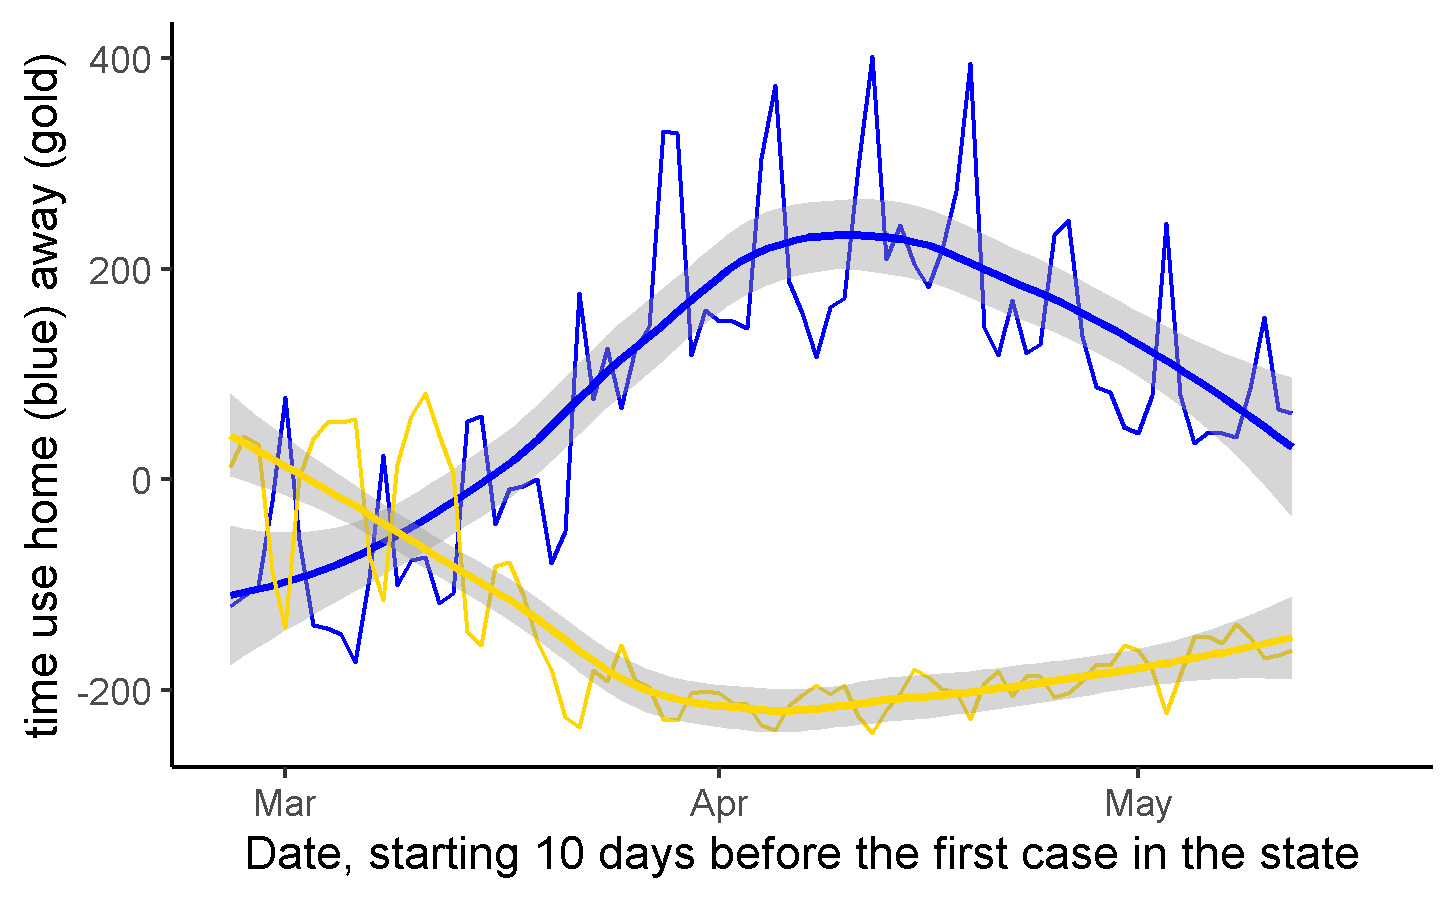 time use home (blue) away (gold)
400
200
0
-200
Mar Apr May
Date, starting 10 days before the first case in the state